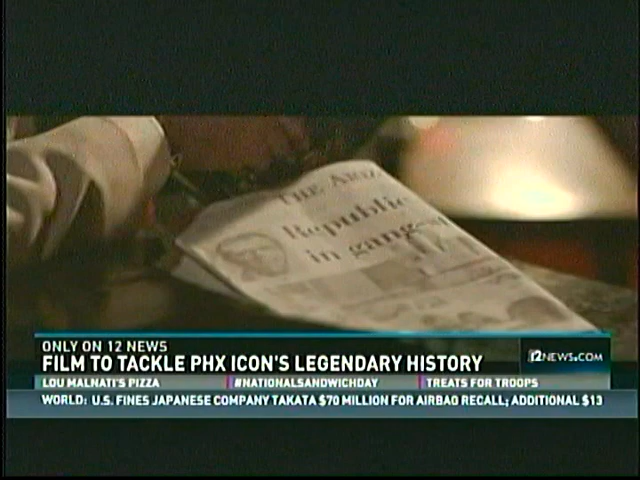 THE ARIZ
Republic
in gangst
ONLY ON 12 NEWS
FILM TO TACKLE PHX ICON'S LEGENDARY HISTORY
12NEWS.COM
LOU MALNATI'S PIZZA #NATIONALSANDWICHDAY TREATS FOR TROOPS
WORLD: U.S. FINES JAPANESE COMPANY TAKATA $70 MILLION FOR AIRBAG RECALL; ADDITIONAL $13